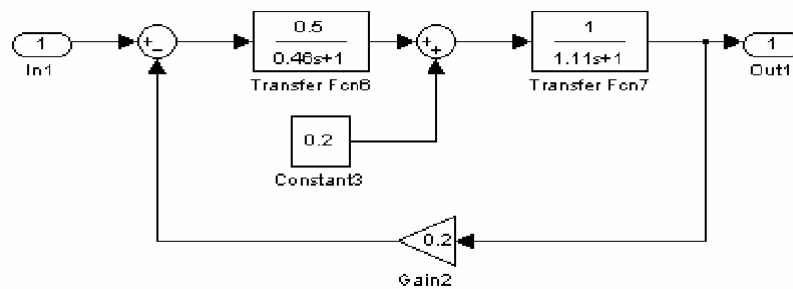 1
In1
+
−
0.5
0.46s+1
Transfer Fcn6
+
+
1
1.11s+1
Transfer Fcn7
1
Out1
0.2
Constant3
0.2
Gain2